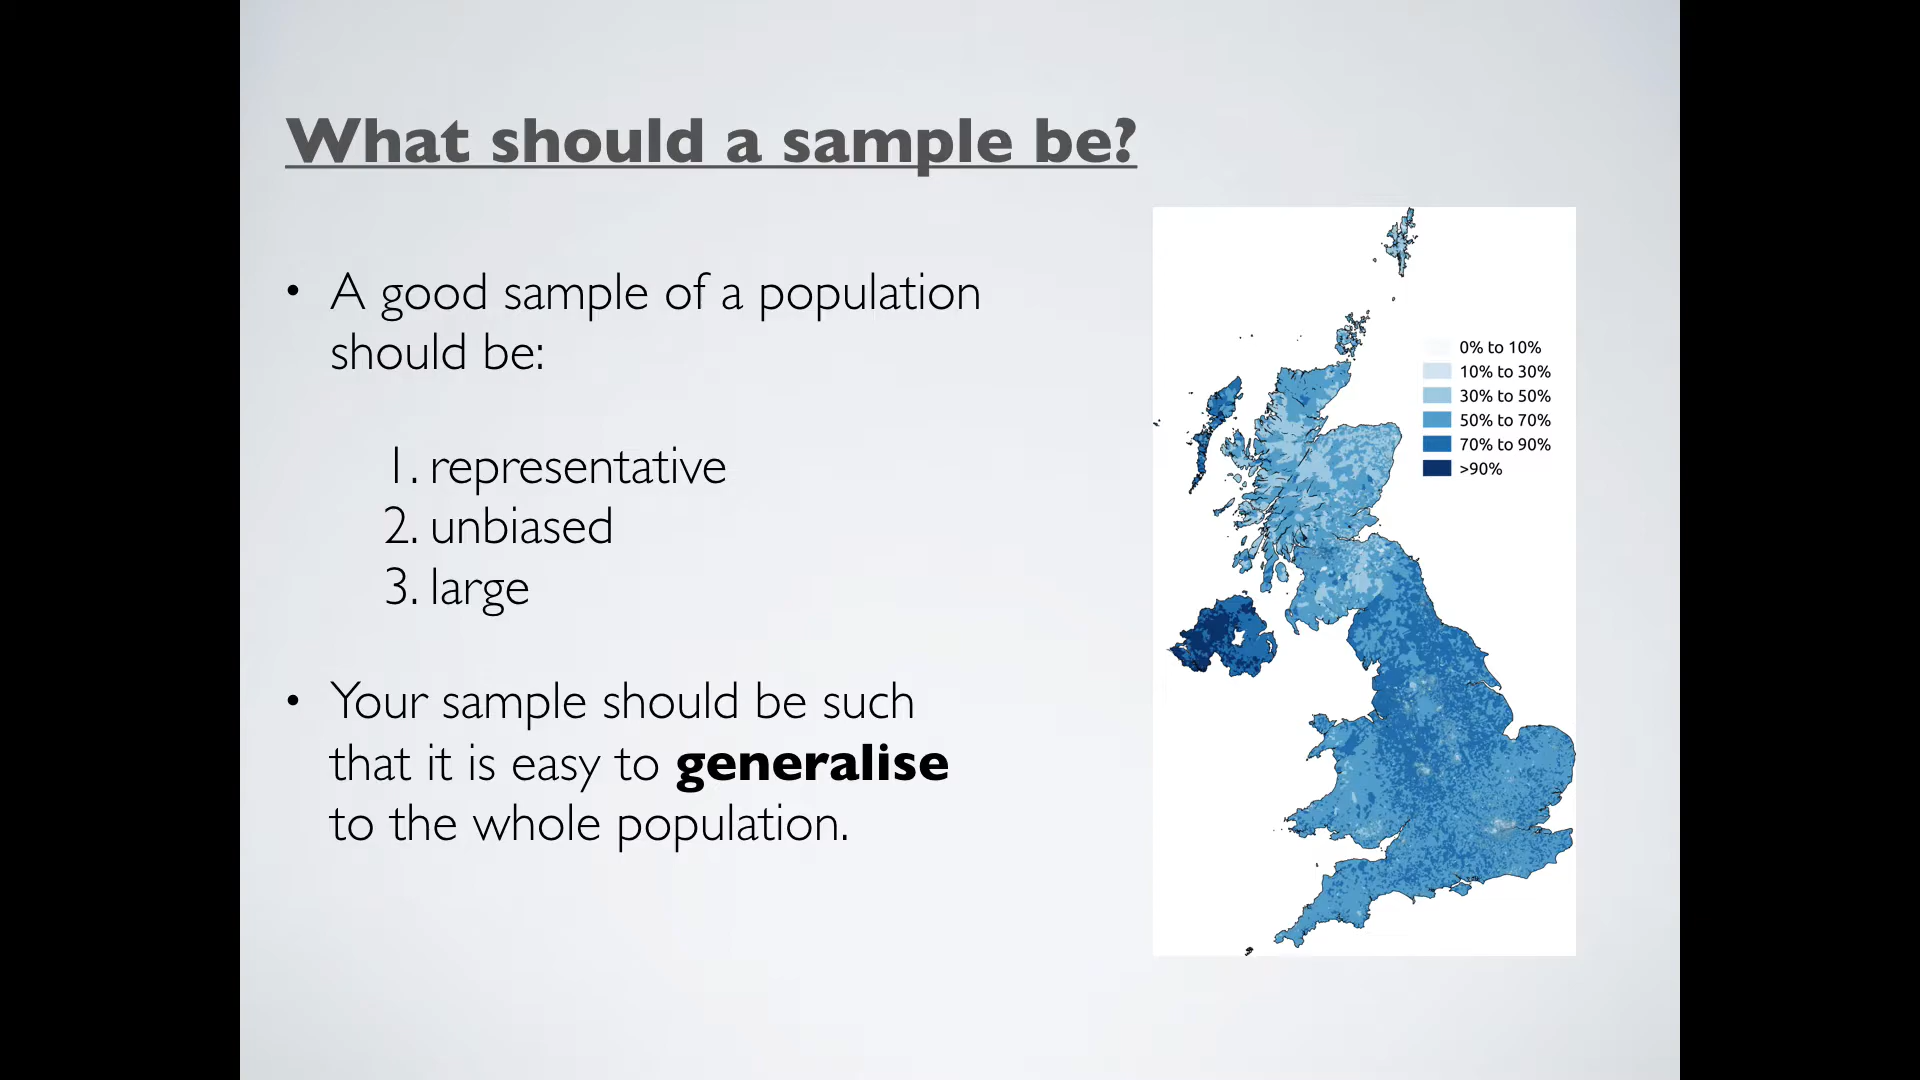 What should a sample be?
• A good sample of a population
should be:
1. representative
2. unbiased
3. large
• Your sample should be such
that it is easy to generalise
to the whole population.
0% to 10%
10% to 30%
30% to 50%
50% to 70%
70% to 90%
>90%